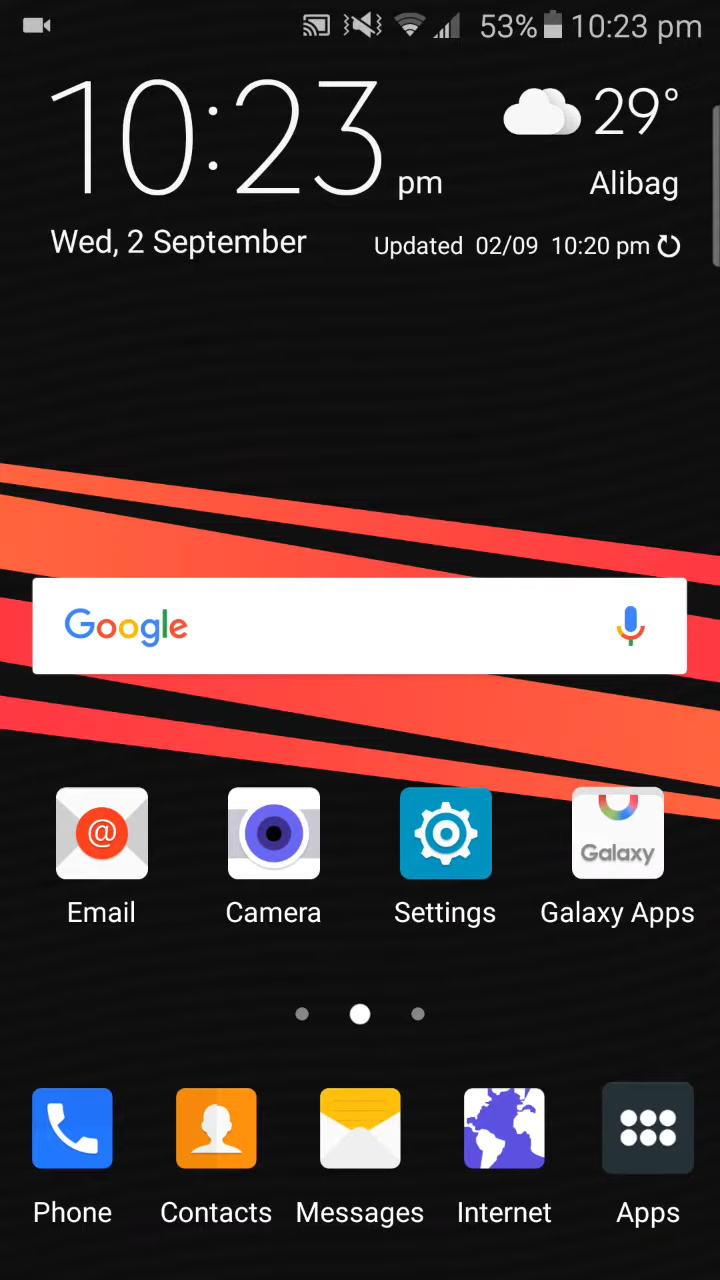 53% 10:23 pm
10:23 pm
29°
Alibag
Wed, 2 September
Updated 02/09 10:20 pm
Google
@
Galaxy
Email Camera Settings Galaxy Apps
Phone Contacts Messages Internet Apps